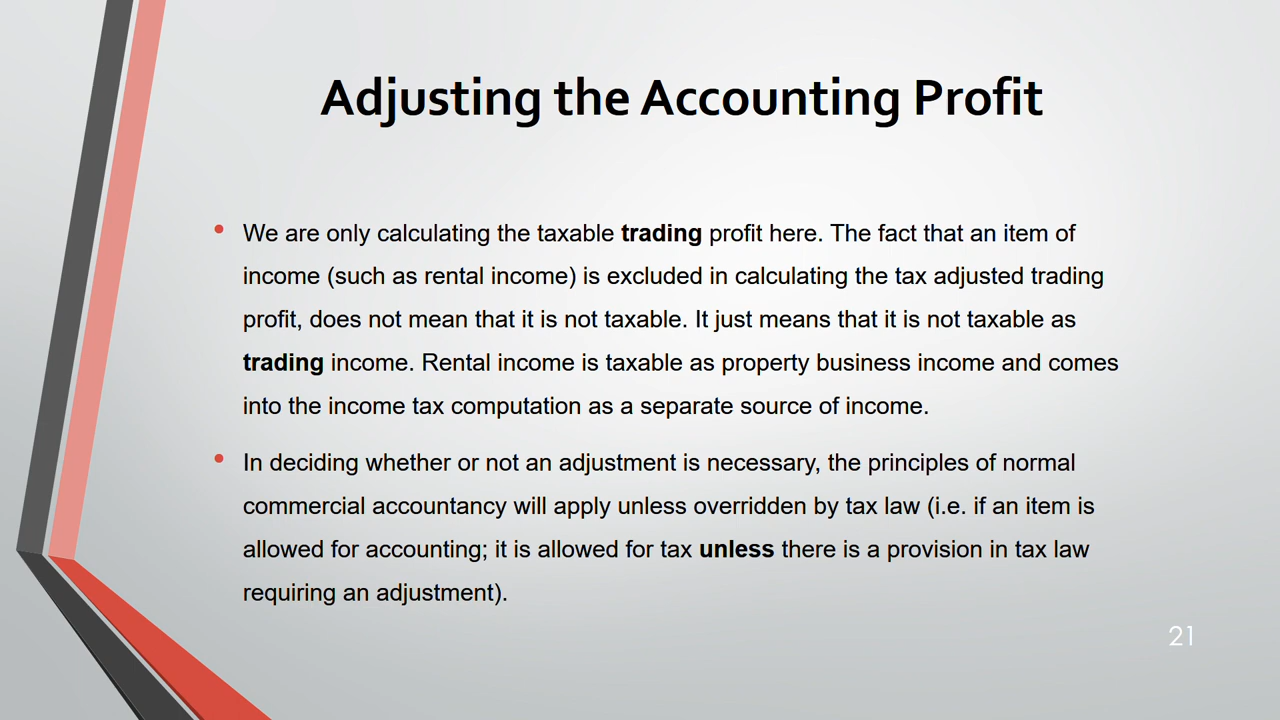 Adjusting the Accounting Profit
• We are only calculating the taxable trading profit here. The fact that an item of
income (such as rental income) is excluded in calculating the tax adjusted trading
profit, does not mean that it is not taxable. It just means that it is not taxable as
trading income. Rental income is taxable as property business income and comes
into the income tax computation as a separate source of income.
• In deciding whether or not an adjustment is necessary, the principles of normal
commercial accountancy will apply unless overridden by tax law (i.e. if an item is
allowed for accounting; it is allowed for tax unless there is a provision in tax law
requiring an adjustment).
21